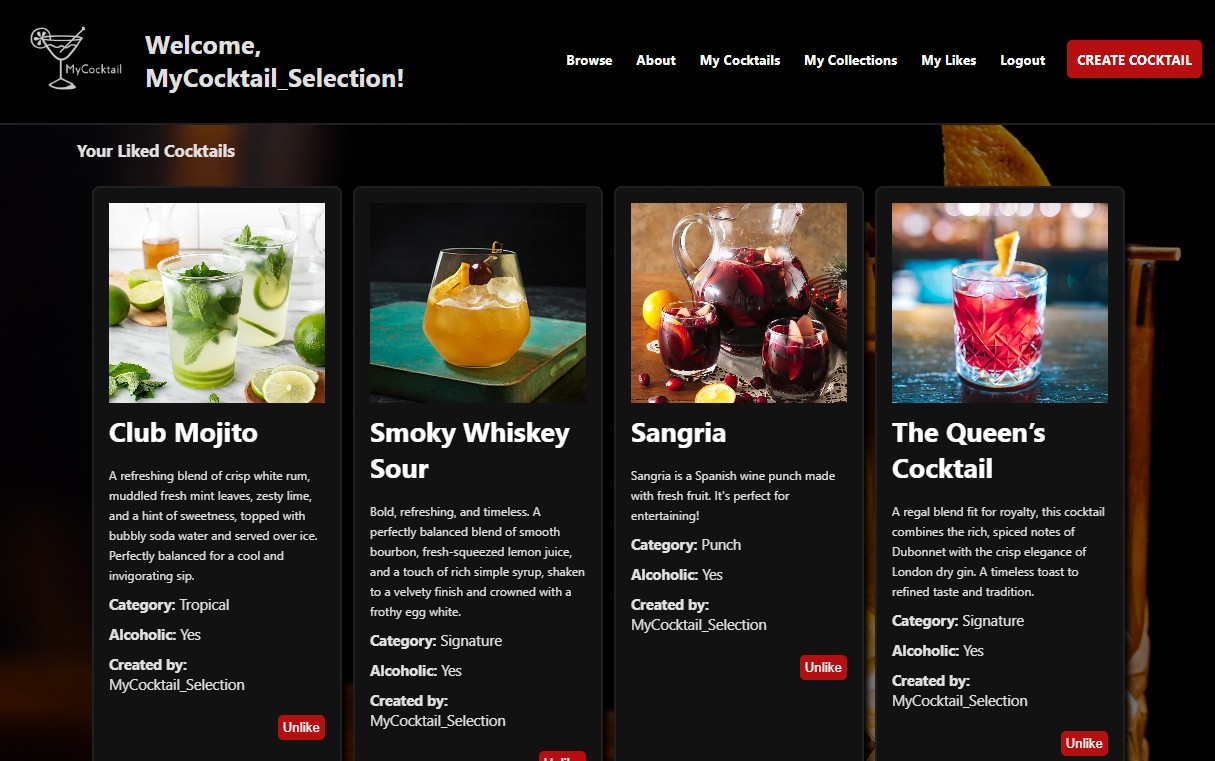 MyCocktail
Welcome,
MyCocktail_Selection!
Browse
About
My Cocktails
My Collections
My Likes
Logout
CREATE COCKTAIL
Your Liked Cocktails
Club Mojito
A refreshing blend of crisp white rum,
muddled fresh mint leaves, zesty lime,
and a hint of sweetness, topped with
bubbly soda water and served over ice.
Perfectly balanced for a cool and
invigorating sip.
Category: Tropical
Alcoholic: Yes
Created by:
MyCocktail_Selection
Unlike
Smoky Whiskey
Sour
Bold, refreshing, and timeless. A
perfectly balanced blend of smooth
bourbon, fresh-squeezed lemon juice,
and a touch of rich simple syrup, shaken
to a velvety finish and crowned with a
frothy egg white.
Category: Signature
Alcoholic: Yes
Created by:
MyCocktail_Selection
Unlike
Sangria
Sangria is a Spanish wine punch made
with fresh fruit. It's perfect for
entertaining!
Category: Punch
Alcoholic: Yes
Created by:
MyCocktail_Selection
Unlike
The Queen’s
Cocktail
A regal blend fit for royalty, this cocktail
combines the rich, spiced notes of
Dubonnet with the crisp elegance of
London dry gin. A timeless toast to
refined taste and tradition.
Category: Signature
Alcoholic: Yes
Created by:
MyCocktail_Selection
Unlike